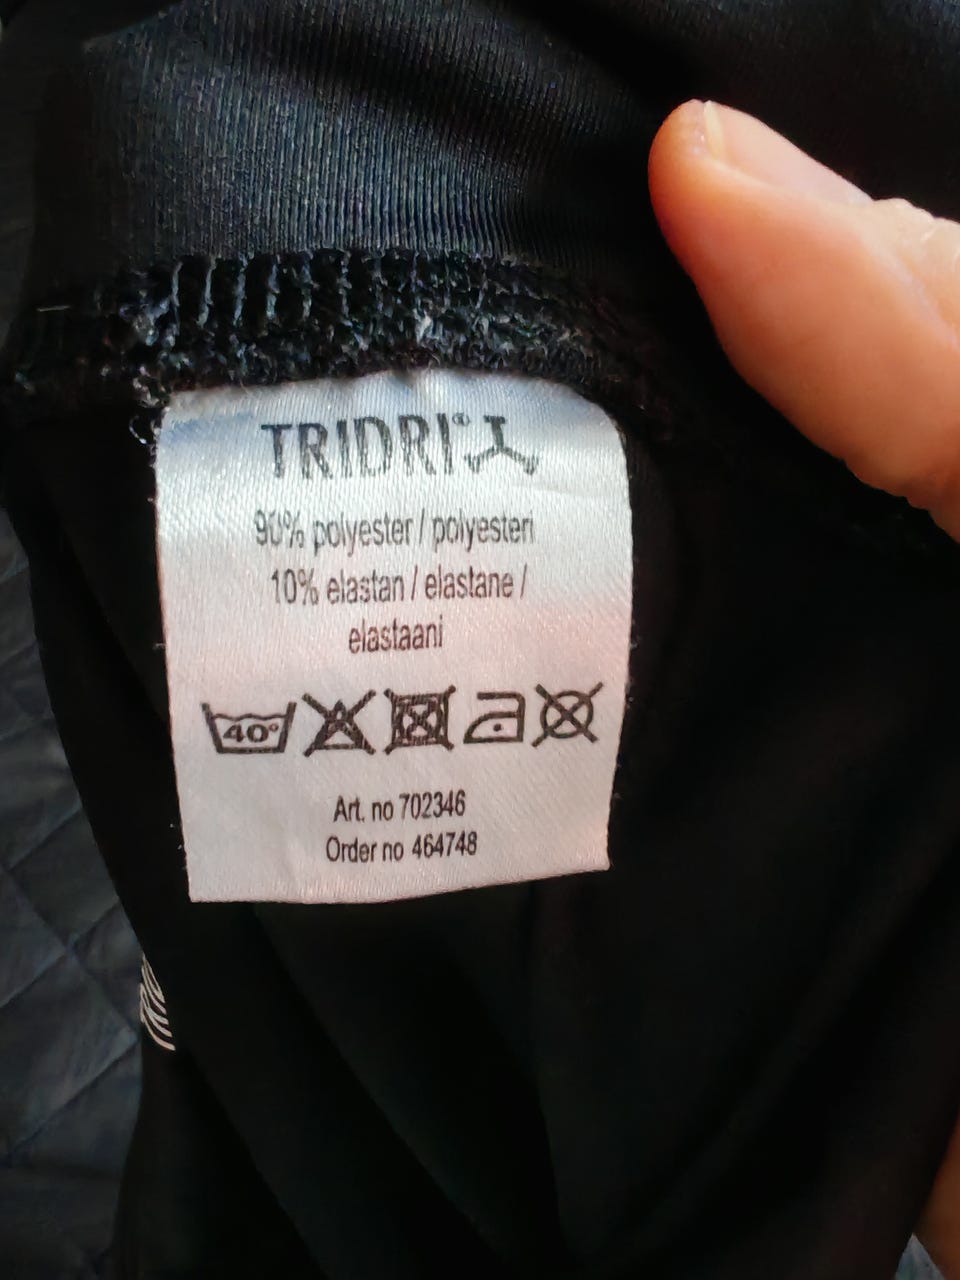 TRIDRI®
90% polyester / polyesteri
10% elastan / elastane /
elastaani
40°
Art. no 702346
Order no 464748